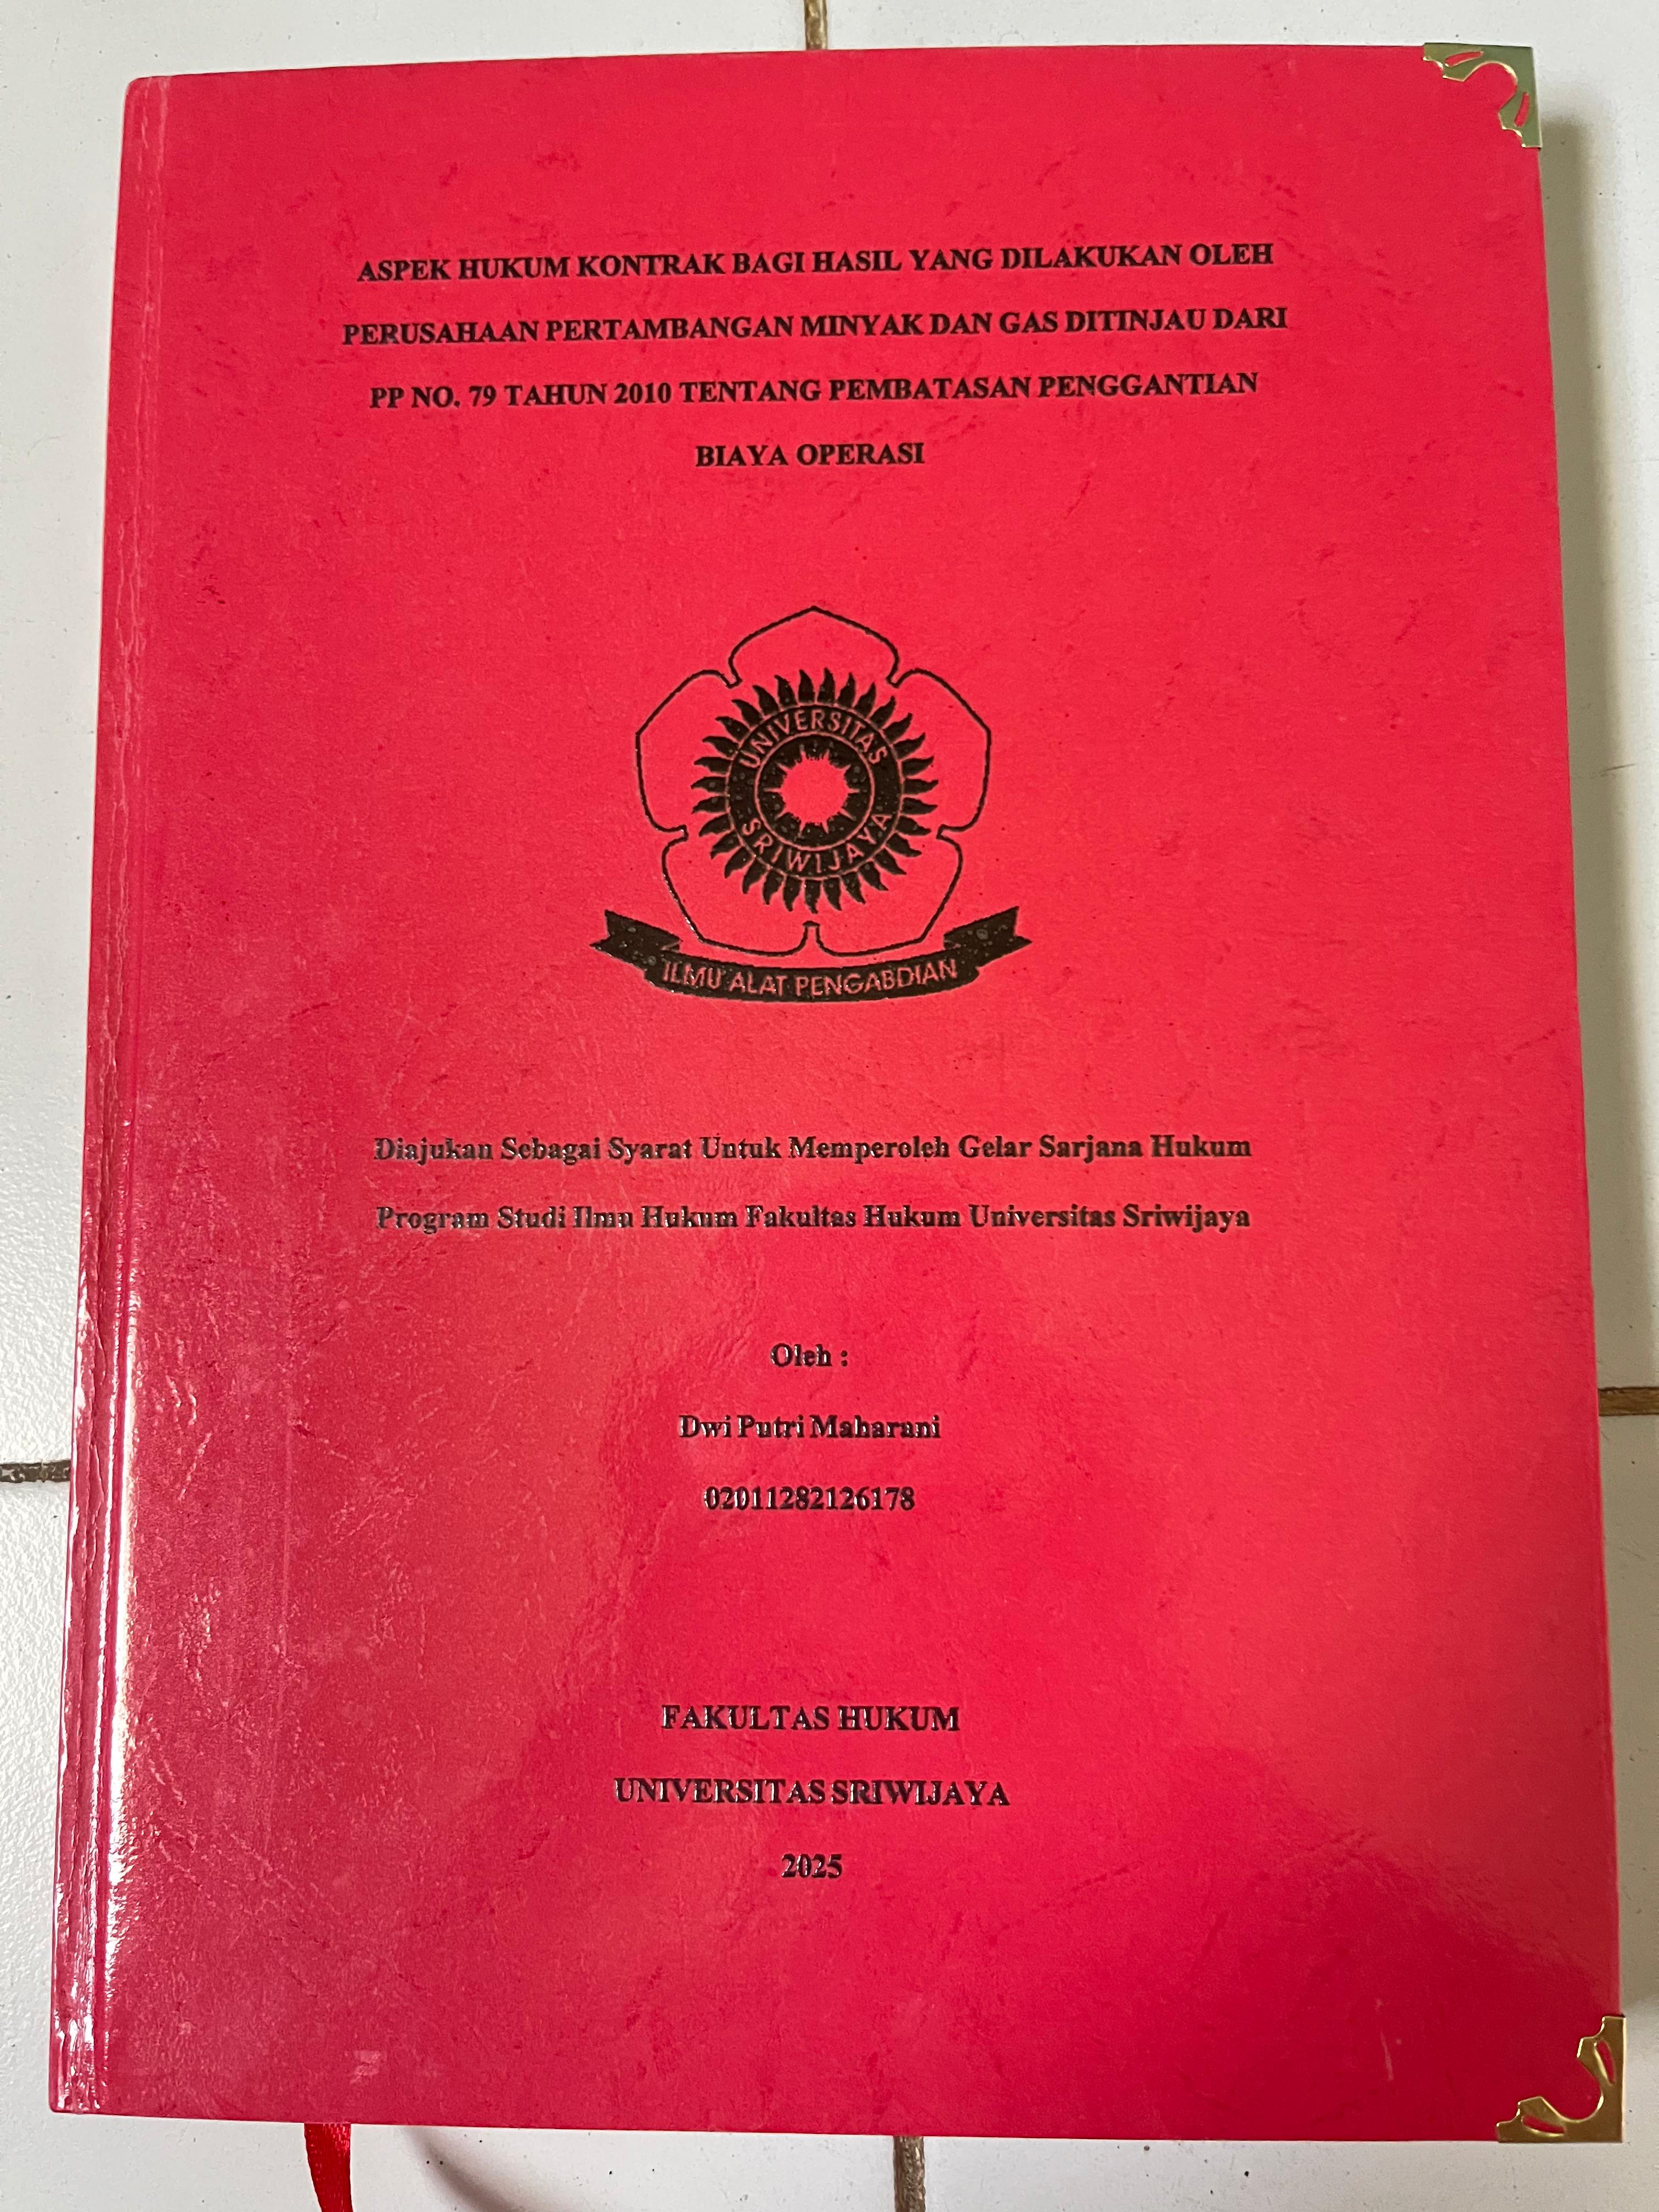 ASPEK HUKUM KONTRAK BAGI HASIL YANG DILAKUKAN OLEH
PERUSAHAAN PERTAMBANGAN MINYAK DAN GAS DITINJAU DARI
PP NO. 79 TAHUN 2010 TENTANG PEMBATASAN PENGGANTIAN
BIAYA OPERASI
UNIVERSITAS
SRIWIJAYA
ILMU ALAT PENGABDIAN
Diajukan Sebagai Syarat Untuk Memperoleh Gelar Sarjana Hukum
Program Studi Ilmu Hukum Fakultas Hukum Universitas Sriwijaya
Oleh :
Dwi Putri Maharani
02011282126178
FAKULTAS HUKUM
UNIVERSITAS SRIWIJAYA
2025